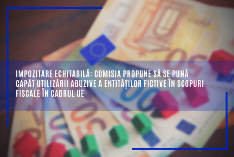 IMPOZITARE ECHITABILĂ: COMISIA PROPUNE SĂ SE PUNĂ
CAPĂT UTILIZĂRII ABUZIVE A ENTITĂȚILOR FICTIVE ÎN SCOPURI
FISCALE ÎN CADRUL UE